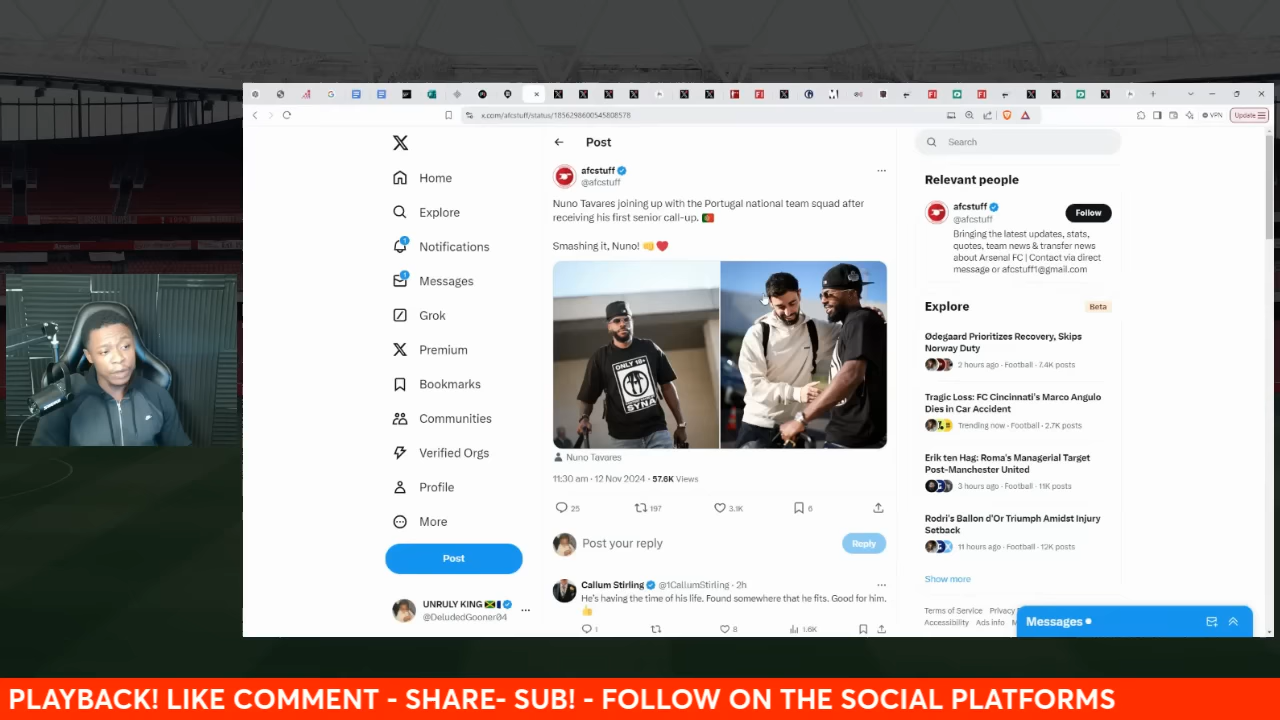 x.com/afcstuff/status/1856298600545808578
VPN
Update
Post
Search
afcstuff
@afcstuff
Nuno Tavares joining up with the Portugal national team squad after
receiving his first senior call-up. 🇵🇹
Smashing it, Nuno! 👊❤️
ONLY 18+
SYNA
Nuno Tavares
11:30 am · 12 Nov 2024 · 57.6K Views
25
197
3.1K
6
Post your reply
Reply
Callum Stirling @1CallumStirling · 2h
He's having the time of his life. Found somewhere that he fits. Good for him.
👍
1
8
1.6K
Home
Explore
Notifications
Messages
Grok
Premium
Bookmarks
Communities
Verified Orgs
Profile
More
Post
UNRULY KING
@DeludedGooner04
Relevant people
afcstuff
@afcstuff
Follow
Bringing the latest updates, stats,
quotes, team news & transfer news
about Arsenal FC | Contact via direct
message or afcstuff1@gmail.com
Explore
Beta
Ødegaard Prioritizes Recovery, Skips
Norway Duty
2 hours ago · Football · 7.4K posts
Tragic Loss: FC Cincinnati's Marco Angulo
Dies in Car Accident
Trending now · Football · 2.7K posts
Erik ten Hag: Roma's Managerial Target
Post-Manchester United
3 hours ago · Football · 11K posts
Rodri's Ballon d'Or Triumph Amidst Injury
Setback
11 hours ago · Football · 12K posts
Show more
Terms of Service Privacy
Accessibility Ads info
Messages
PLAYBACK! LIKE COMMENT - SHARE- SUB! - FOLLOW ON THE SOCIAL PLATFORMS